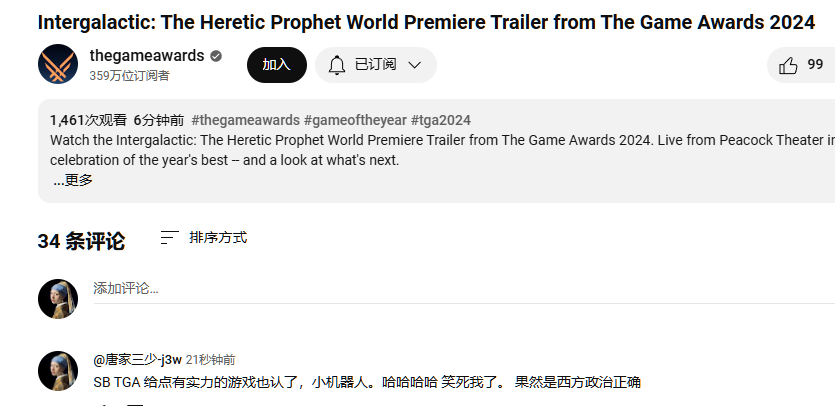 Intergalactic: The Heretic Prophet World Premiere Trailer from The Game Awards 2024
thegameawards
359万位订阅者
加入
已订阅
99
1,461次观看 6分钟前 #thegameawards #gameoftheyear #tga2024
Watch the Intergalactic: The Heretic Prophet World Premiere Trailer from The Game Awards 2024. Live from Peacock Theater in
celebration of the year's best -- and a look at what's next.
...更多
34 条评论
排序方式
添加评论...
@唐家三少-j3w 21秒钟前
SB TGA 给点有实力的游戏也认了，小机器人。哈哈哈哈 笑死我了。 果然是西方政治正确